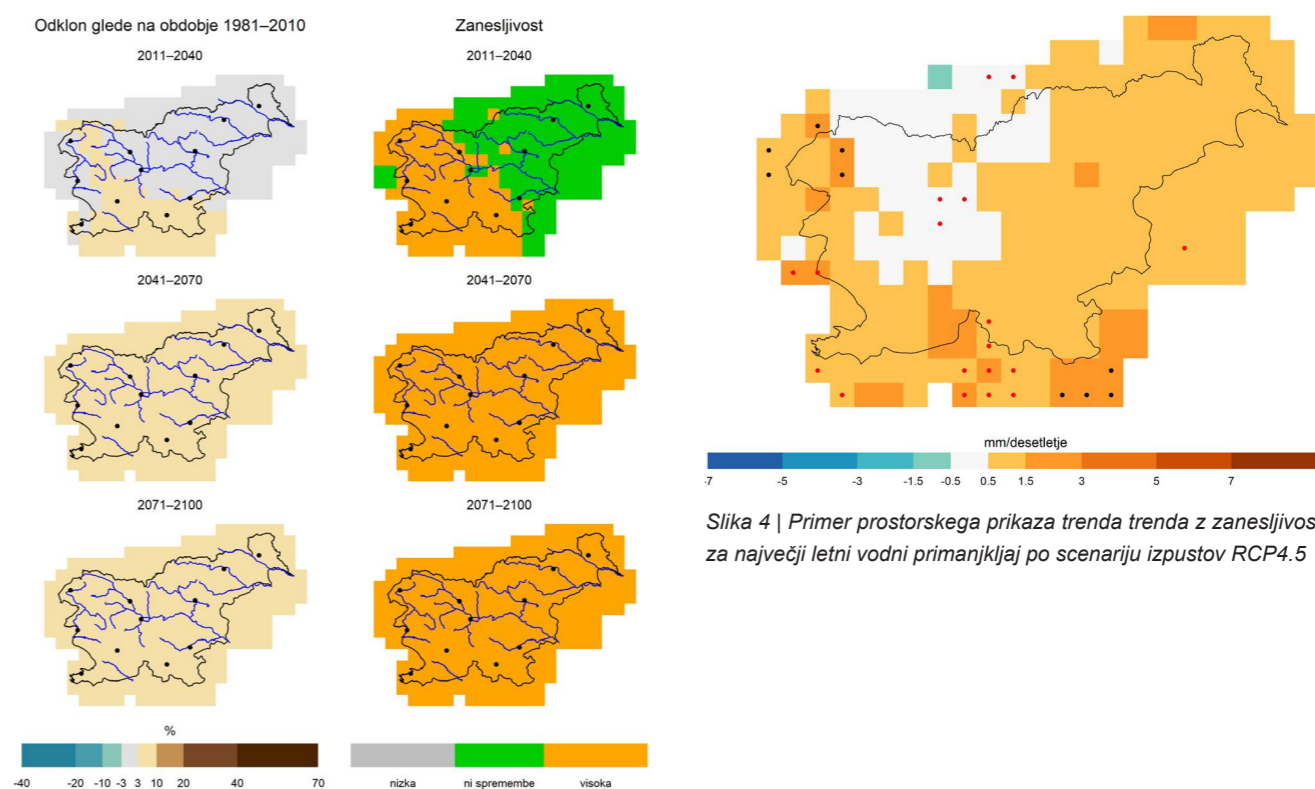 Odklon glede na obdobje 1981–2010
Zanesljivost
2011–2040
2011–2040
2041–2070
2041–2070
2071–2100
2071–2100
%
-40 -20 -10 -3 3 10 20 40 70
nizka ni spremembe visoka
mm/desetletje
-7 -5 -3 -1.5 -0.5 0.5 1.5 3 5 7
Slika 4 | Primer prostorskega prikaza trenda trenda z zanesljivos
za največji letni vodni primanjkljaj po scenariju izpustov RCP4.5